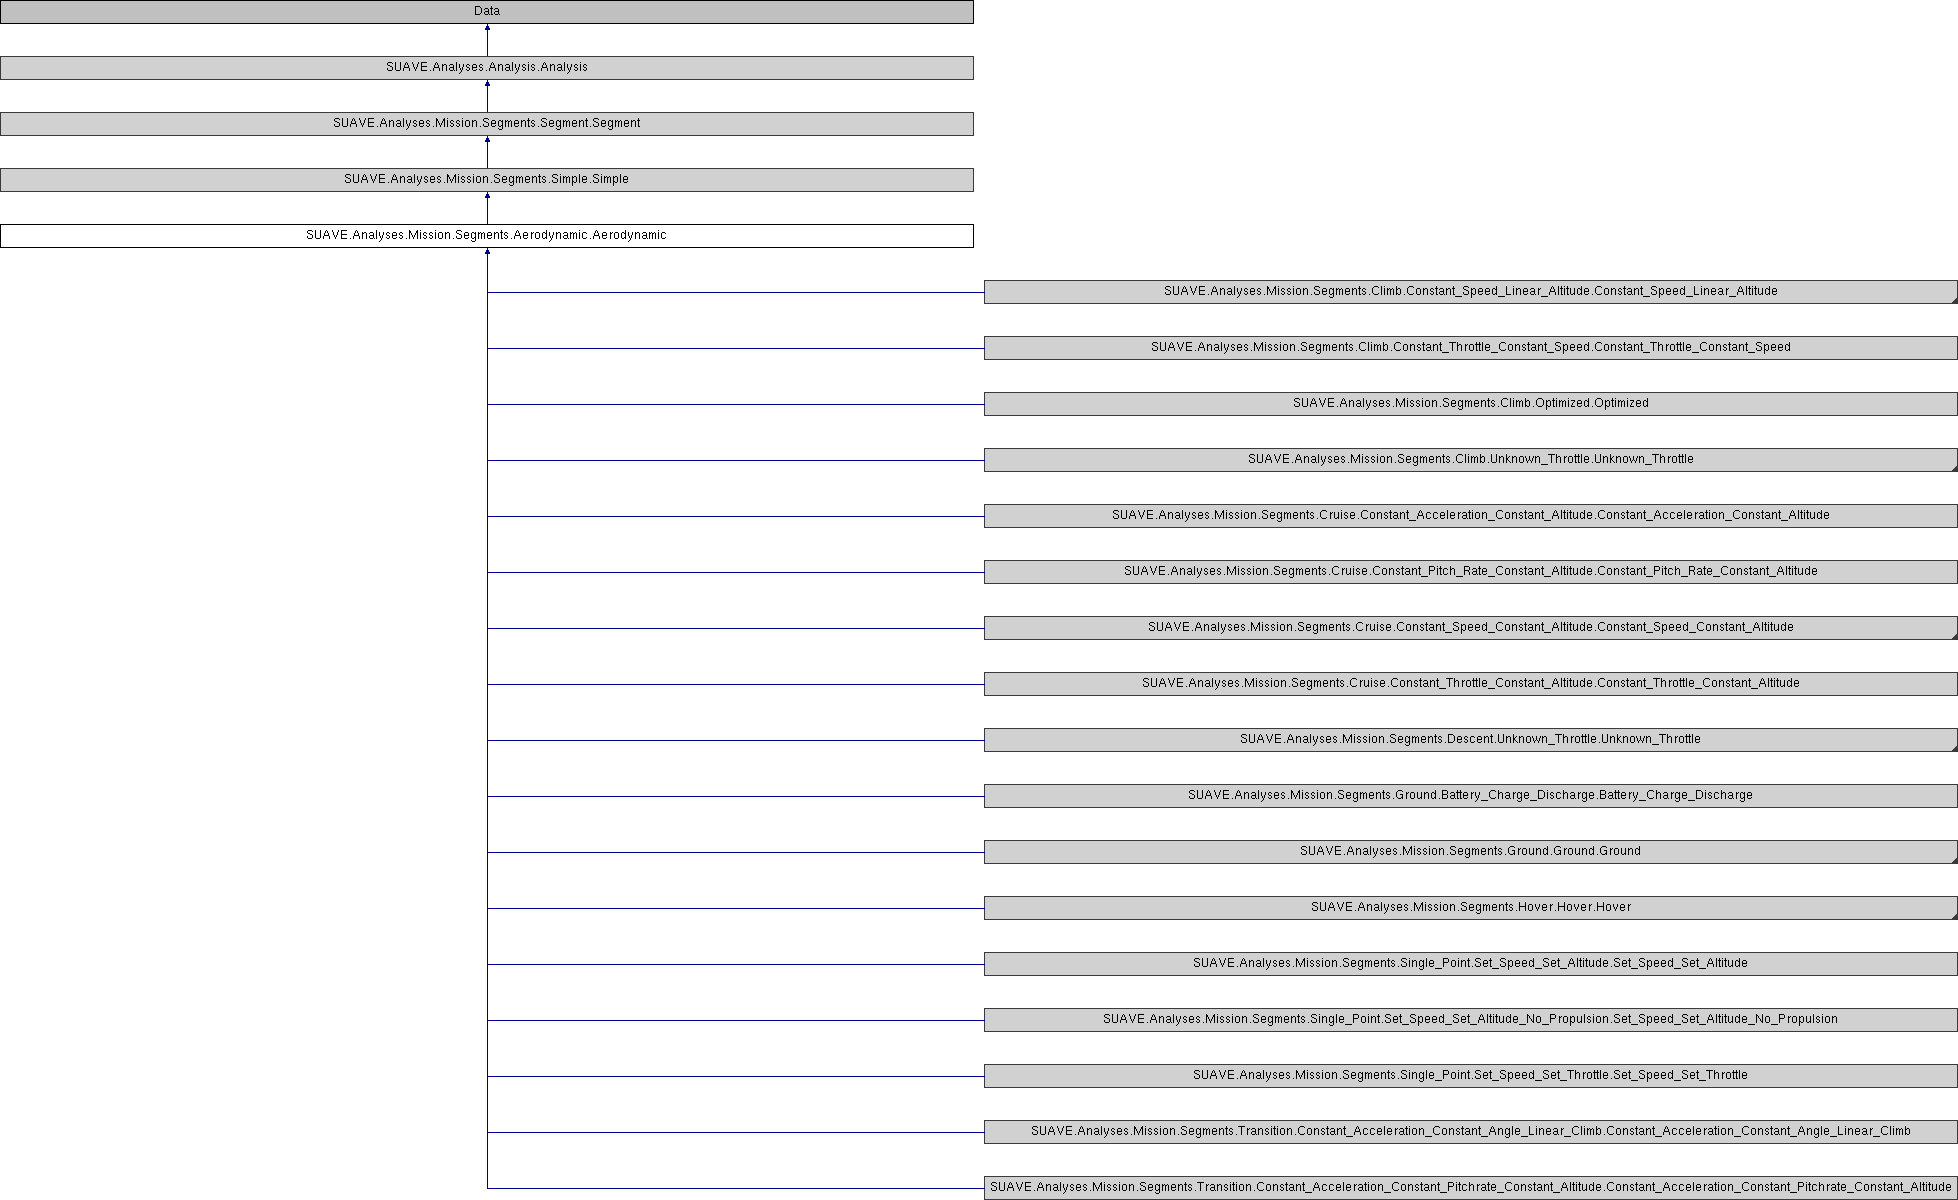 Data
SUAVE.Analyses.Analysis.Analysis
SUAVE.Analyses.Mission.Segments.Segment.Segment
SUAVE.Analyses.Mission.Segments.Simple.Simple
SUAVE.Analyses.Mission.Segments.Aerodynamic.Aerodynamic
SUAVE.Analyses.Mission.Segments.Climb.Constant_Speed_Linear_Altitude.Constant_Speed_Linear_Altitude
SUAVE.Analyses.Mission.Segments.Climb.Constant_Throttle_Constant_Speed.Constant_Throttle_Constant_Speed
SUAVE.Analyses.Mission.Segments.Climb.Optimized.Optimized
SUAVE.Analyses.Mission.Segments.Climb.Unknown_Throttle.Unknown_Throttle
SUAVE.Analyses.Mission.Segments.Cruise.Constant_Acceleration_Constant_Altitude.Constant_Acceleration_Constant_Altitude
SUAVE.Analyses.Mission.Segments.Cruise.Constant_Pitch_Rate_Constant_Altitude.Constant_Pitch_Rate_Constant_Altitude
SUAVE.Analyses.Mission.Segments.Cruise.Constant_Speed_Constant_Altitude.Constant_Speed_Constant_Altitude
SUAVE.Analyses.Mission.Segments.Cruise.Constant_Throttle_Constant_Altitude.Constant_Throttle_Constant_Altitude
SUAVE.Analyses.Mission.Segments.Descent.Unknown_Throttle.Unknown_Throttle
SUAVE.Analyses.Mission.Segments.Ground.Battery_Charge_Discharge.Battery_Charge_Discharge
SUAVE.Analyses.Mission.Segments.Ground.Ground.Ground
SUAVE.Analyses.Mission.Segments.Hover.Hover.Hover
SUAVE.Analyses.Mission.Segments.Single_Point.Set_Speed_Set_Altitude.Set_Speed_Set_Altitude
SUAVE.Analyses.Mission.Segments.Single_Point.Set_Speed_Set_Altitude_No_Propulsion.Set_Speed_Set_Altitude_No_Propulsion
SUAVE.Analyses.Mission.Segments.Single_Point.Set_Speed_Set_Throttle.Set_Speed_Set_Throttle
SUAVE.Analyses.Mission.Segments.Transition.Constant_Acceleration_Constant_Angle_Linear_Climb.Constant_Acceleration_Constant_Angle_Linear_Climb
SUAVE.Analyses.Mission.Segments.Transition.Constant_Acceleration_Constant_Pitchrate_Constant_Altitude.Constant_Acceleration_Constant_Pitchrate_Constant_Altitude